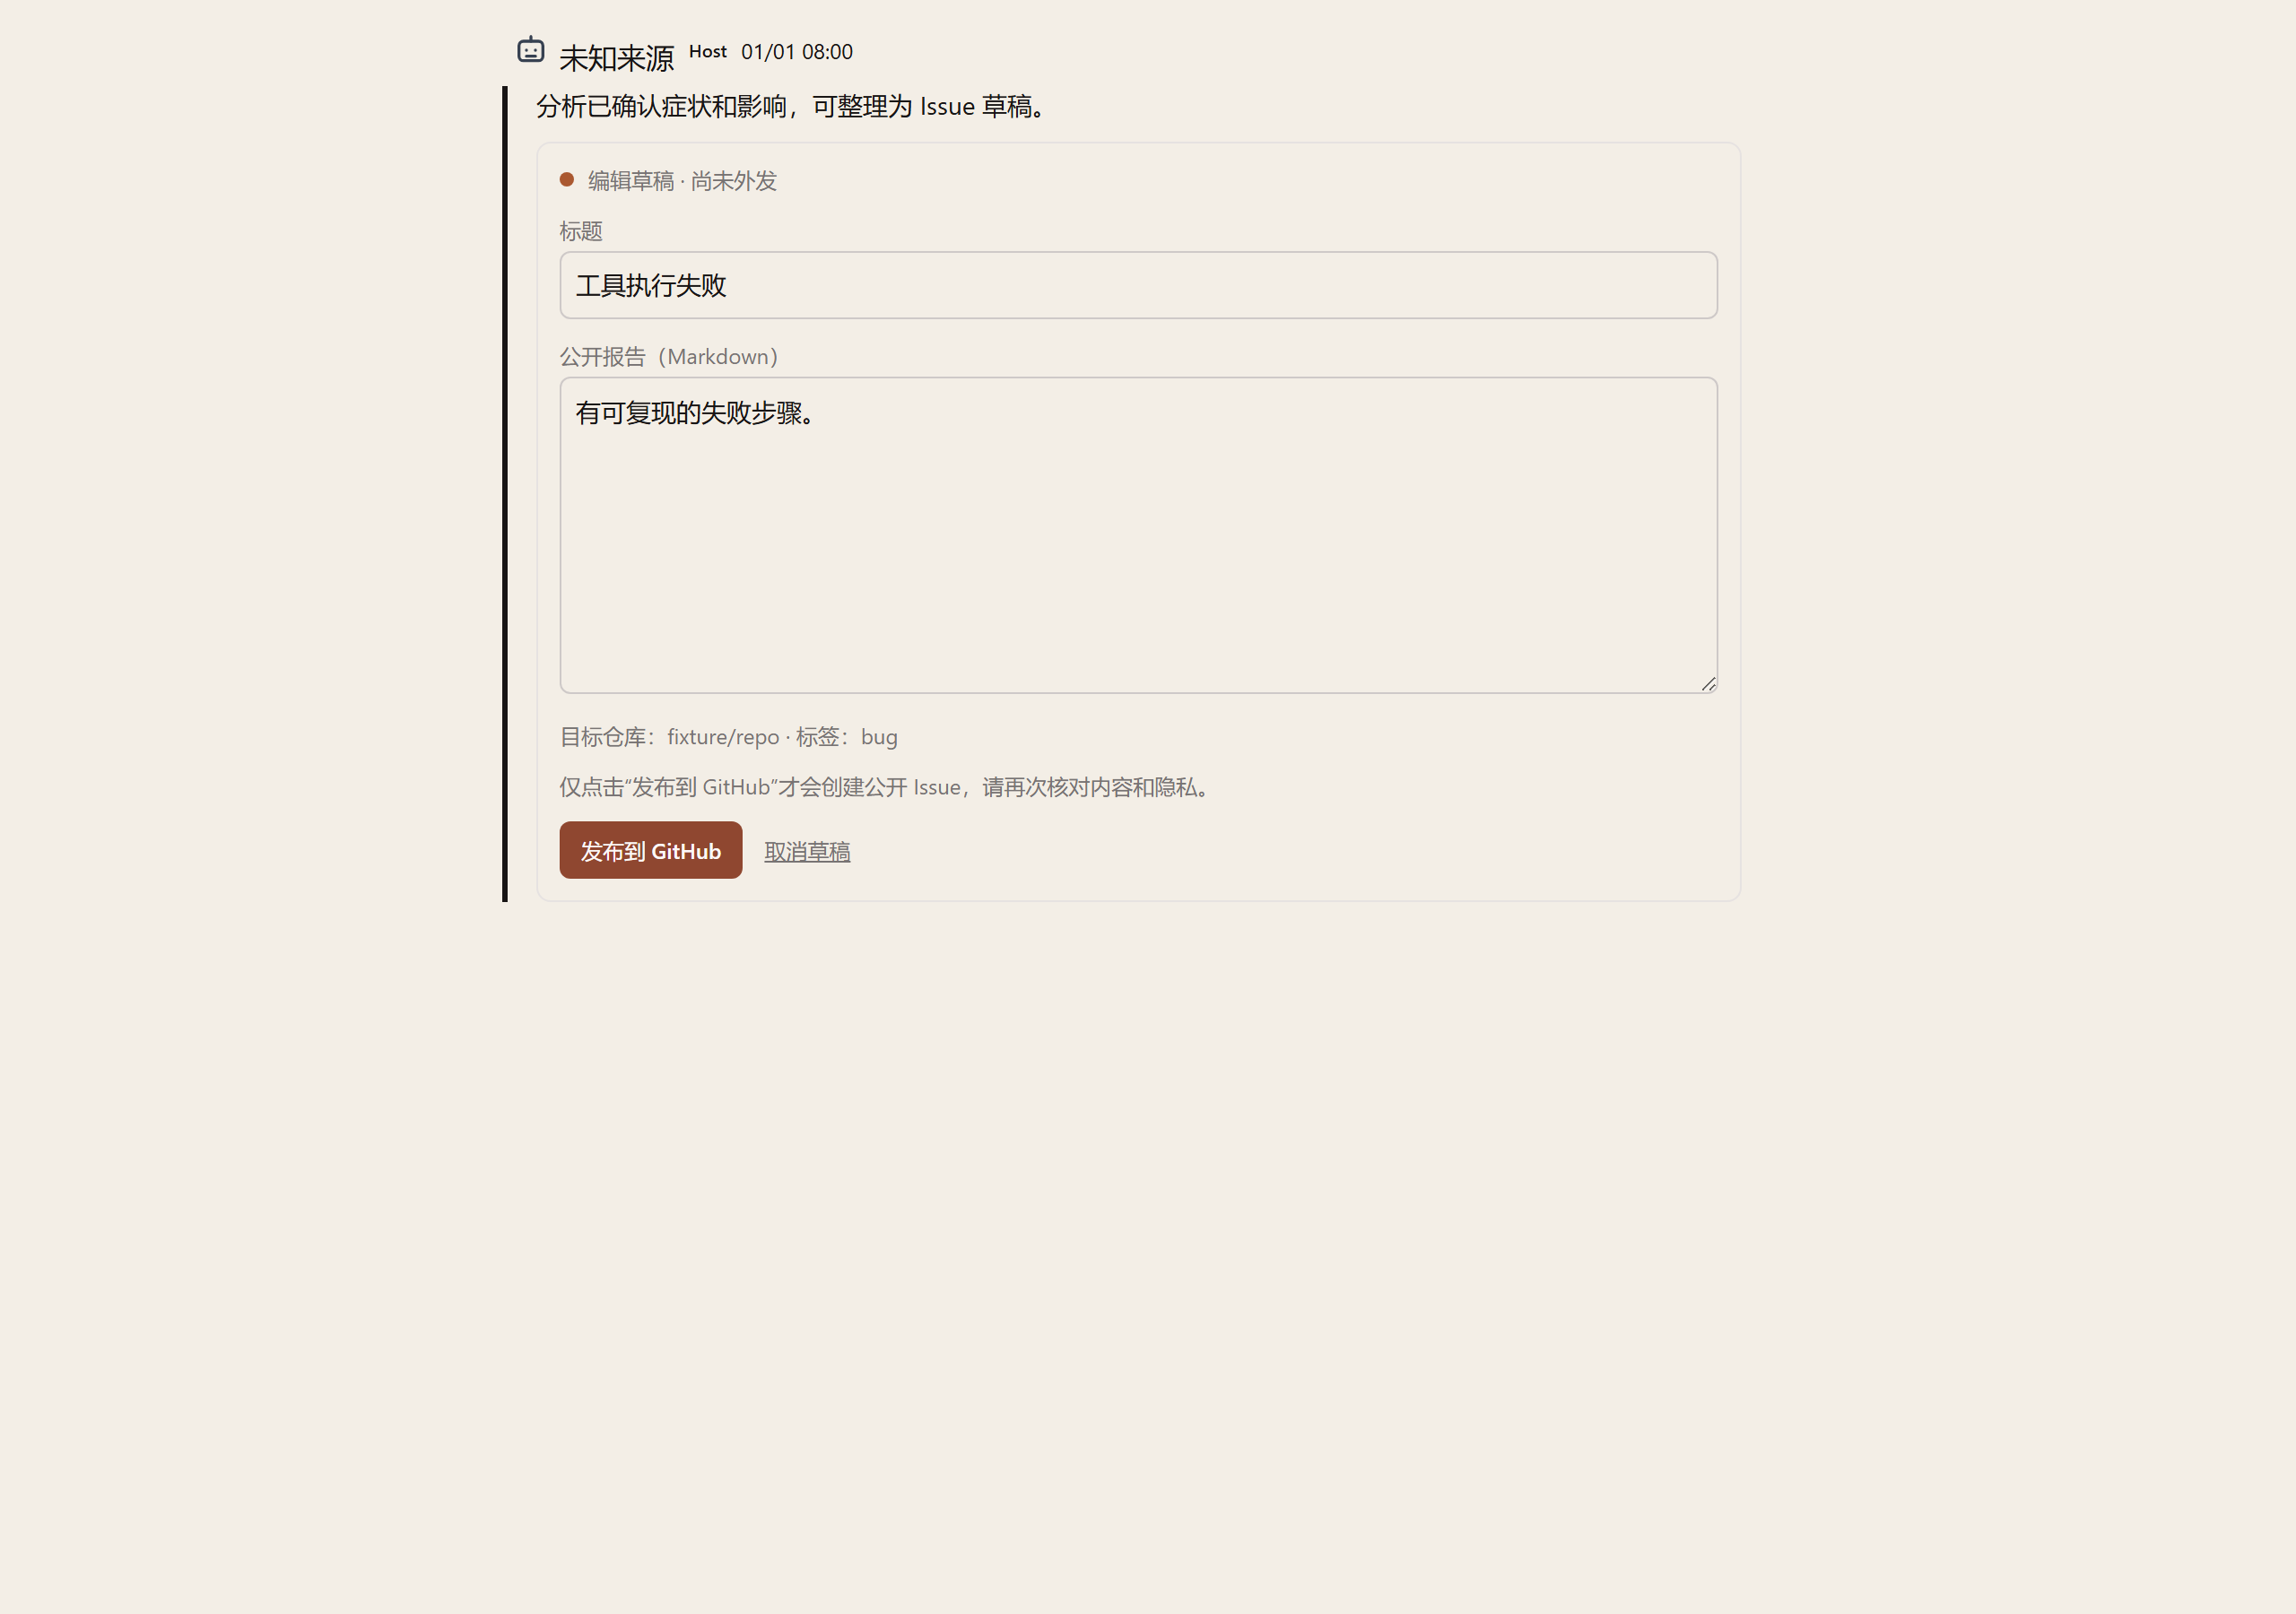 未知来源 Host 01/01 08:00
分析已确认症状和影响，可整理为 Issue 草稿。
编辑草稿 · 尚未外发
标题
工具执行失败
公开报告（Markdown）
有可复现的失败步骤。
目标仓库：fixture/repo · 标签：bug
仅点击“发布到 GitHub”才会创建公开 Issue，请再次核对内容和隐私。
发布到 GitHub 取消草稿